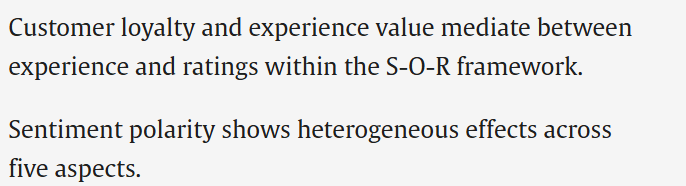 Customer loyalty and experience value mediate between
experience and ratings within the S-O-R framework.
Sentiment polarity shows heterogeneous effects across
five aspects.